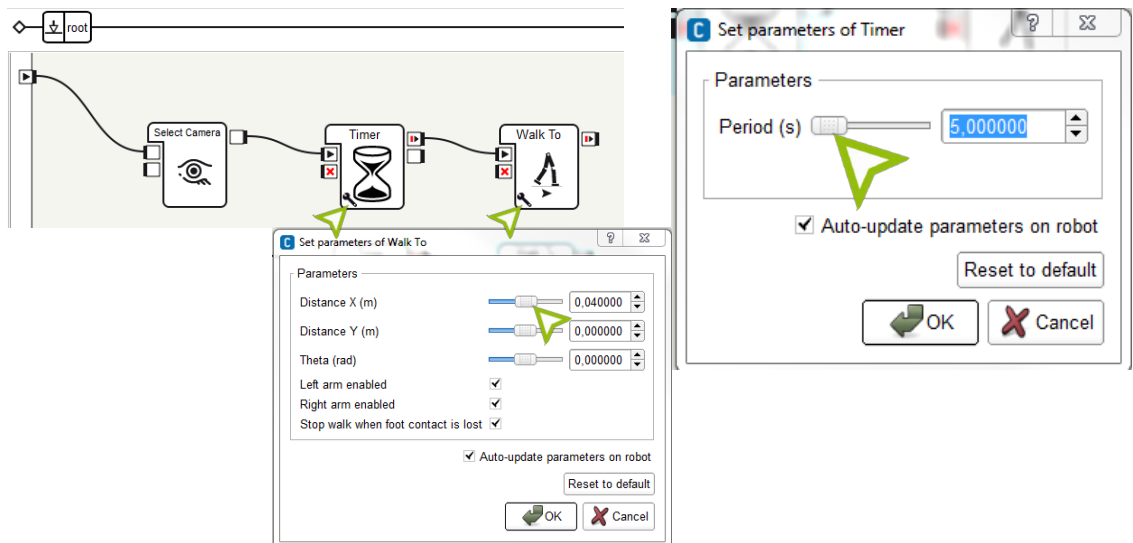 root
Select Camera
Timer
Walk To
C Set parameters of Walk To
?
Parameters
Distance X (m) 0,040000
Distance Y (m) 0,000000
Theta (rad) 0,000000
Left arm enabled
Right arm enabled
Stop walk when foot contact is lost
Auto-update parameters on robot
Reset to default
OK Cancel
C Set parameters of Timer
?
Parameters
Period (s) 5,000000
Auto-update parameters on robot
Reset to default
OK Cancel